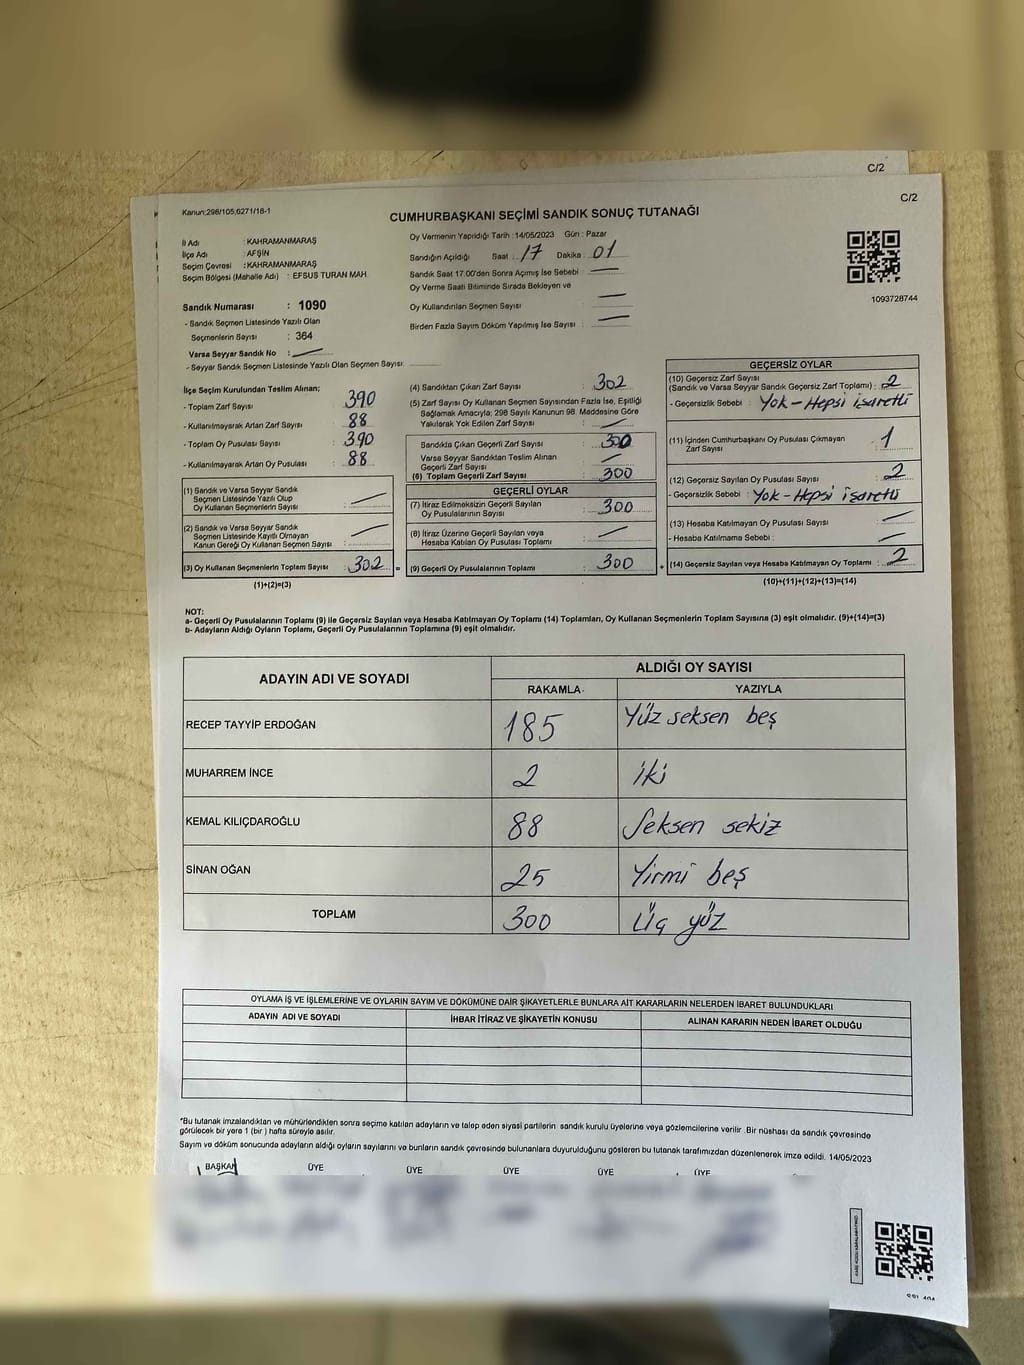 C/2
C/2
Kanun:298/105,6271/18-1
CUMHURBAŞKANI SEÇİMİ SANDIK SONUÇ TUTANAĞI
İl Adı : KAHRAMANMARAŞ
İlçe Adı : AFŞİN
Seçim Çevresi : KAHRAMANMARAŞ
Seçim Bölgesi (Mahalle Adı) : EFSUS TURAN MAH.
Oy Vermenin Yapıldığı Tarih :14/05/2023 Gün : Pazar
Sandığın Açıldığı Saat : 17 Dakika : 01
Sandık Saat 17:00'den Sonra Açımış İse Sebebi :
Oy Verme Saati Bitiminde Sırada Bekleyen ve
Oy Kullandırılan Seçmen Sayısı :
Birden Fazla Sayım Döküm Yapılmış İse Sayısı :
1093728744
Sandık Numarası : 1090
- Sandık Seçmen Listesinde Yazılı Olan
Seçmenlerin Sayısı : 364
Varsa Seyyar Sandık No :
- Seyyar Sandık Seçmen Listesinde Yazılı Olan Seçmen Sayısı:
İlçe Seçim Kurulundan Teslim Alınan;
- Toplam Zarf Sayısı : 390
- Kullanılmayarak Artan Zarf Sayısı : 88
- Toplam Oy Pusulası Sayısı : 390
- Kullanılmayarak Artan Oy Pusulası : 88
(1) Sandık ve Varsa Seyyar Sandık
Seçmen Listesinde Yazılı Olup
Oy Kullanan Seçmenlerin Sayısı :
(2) Sandık ve Varsa Seyyar Sandık
Seçmen Listesinde Kayıtlı Olmayan
Kanun Gereği Oy Kullanan Seçmen Sayısı :
(3) Oy Kullanan Seçmenlerin Toplam Sayısı : 302
(1)+(2)=(3)
(4) Sandıktan Çıkan Zarf Sayısı : 302
(5) Zarf Sayısı Oy Kullanan Seçmen Sayısından Fazla İse, Eşitliği
Sağlamak Amacıyla; 298 Sayılı Kanunun 98. Maddesine Göre
Yakılarak Yok Edilen Zarf Sayısı :
Sandıkta Çıkan Geçerli Zarf Sayısı : 300
Varsa Seyyar Sandıktan Teslim Alınan
Geçerli Zarf Sayısı :
(6) Toplam Geçerli Zarf Sayısı : 300
GEÇERLİ OYLAR
(7) İtiraz Edilmeksizin Geçerli Sayılan
Oy Pusulalarının Sayısı : 300
(8) İtiraz Üzerine Geçerli Sayılan veya
Hesaba Katılan Oy Pusulası Toplamı :
= (9) Geçerli Oy Pusulalarının Toplamı : 300
GEÇERSİZ OYLAR
(10) Geçersiz Zarf Sayısı
(Sandık ve Varsa Seyyar Sandık Geçersiz Zarf Toplamı) : 2
- Geçersizlik Sebebi : Yok - Hepsi işaretli
(11) İçinden Cumhurbaşkanı Oy Pusulası Çıkmayan
Zarf Sayısı : 1
(12) Geçersiz Sayılan Oy Pusulası Sayısı : 2
- Geçersizlik Sebebi : Yok - Hepsi işaretli
(13) Hesaba Katılmayan Oy Pusulası Sayısı :
- Hesaba Katılmama Sebebi :
+ (14) Geçersiz Sayılan veya Hesaba Katılmayan Oy Toplamı : 2
(10)+(11)+(12)+(13)=(14)
NOT:
a- Geçerli Oy Pusulalarının Toplamı (9) ile Geçersiz Sayılan veya Hesaba Katılmayan Oy Toplamı (14) Toplamları, Oy Kullanan Seçmenlerin Toplam Sayısına (3) eşit olmalıdır. (9)+(14)=(3)
b- Adayların Aldığı Oyların Toplamı, Geçerli Oy Pusulalarının Toplamına (9) eşit olmalıdır.
ADAYIN ADI VE SOYADI
ALDIĞI OY SAYISI
RAKAMLA YAZIYLA
RECEP TAYYİP ERDOĞAN 185 Yüz seksen beş
MUHARREM İNCE 2 iki
KEMAL KILIÇDAROĞLU 88 Seksen sekiz
SİNAN OĞAN 25 Yirmi beş
TOPLAM 300 Üç yüz
OYLAMA İŞ VE İŞLEMLERİNE VE OYLARIN SAYIM VE DÖKÜMÜNE DAİR ŞİKAYETLERLE BUNLARA AİT KARARLARIN NELERDEN İBARET BULUNDUKLARI
ADAYIN ADI VE SOYADI İHBAR İTİRAZ VE ŞİKAYETİN KONUSU ALINAN KARARIN NEDEN İBARET OLDUĞU
*Bu tutanak imzalandıktan ve mühürlendikten sonra seçime katılan adayların ve talep eden siyasi partilerin sandık kurulu üyelerine veya gözlemcilerine verilir .Bir nüshası da sandık çevresinde
görülecek bir yere 1 (bir ) hafta süreyle asılır.
Sayım ve döküm sonucunda adayların aldığı oyların sayılarını ve bunların sandık çevresinde bulunanlara duyurulduğunu gösteren bu tutanak tarafımızdan düzenlenerek imza edildi. 14/05/2023
BAŞKAN ÜYE ÜYE ÜYE ÜYE ÜYE